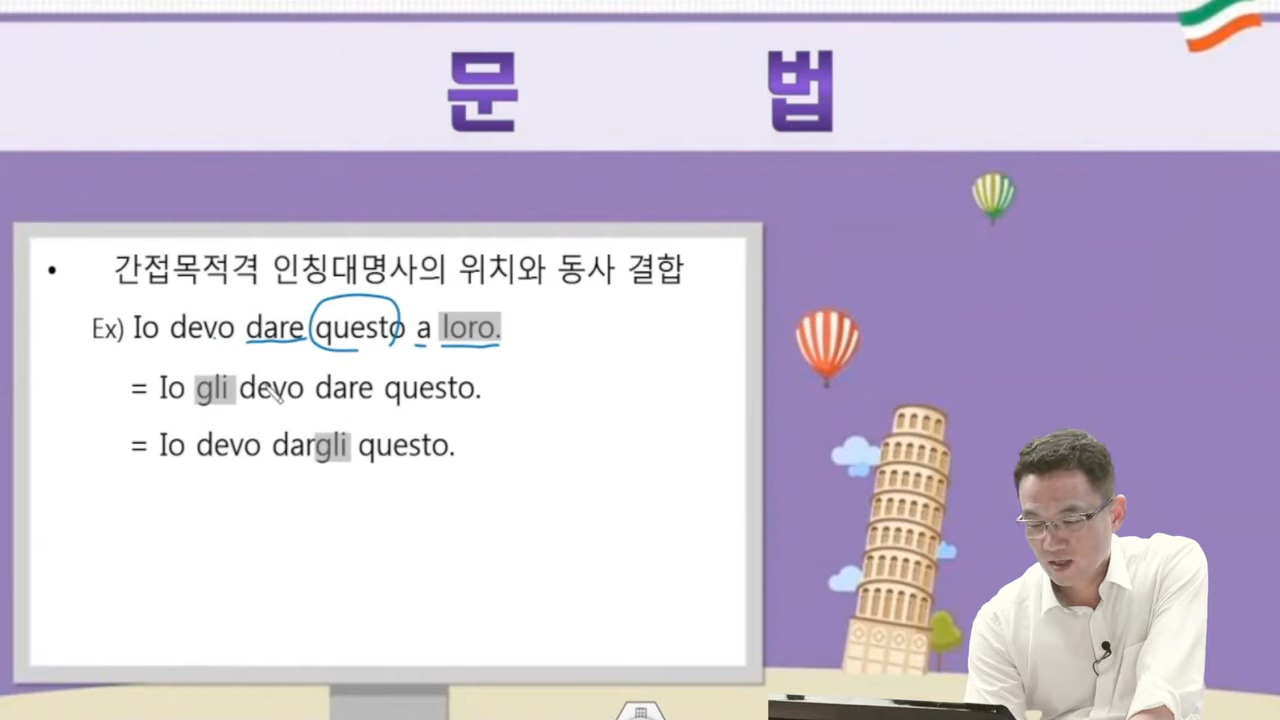 문 법
• 간접목적격 인칭대명사의 위치와 동사 결합
Ex) Io devo dare questo a loro.
= Io gli devo dare questo.
= Io devo dargli questo.